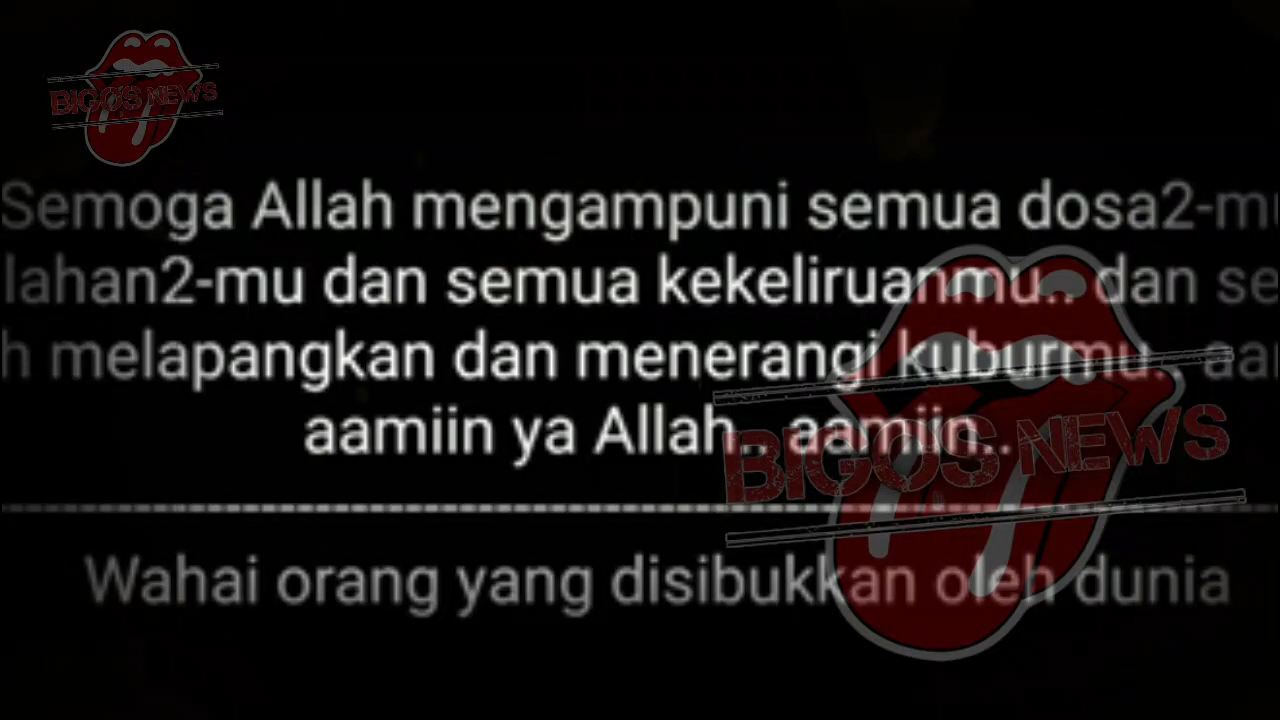 BIGOS NEWS
Semoga Allah mengampuni semua dosa2-mu
lahan2-mu dan semua kekeliruanmu.. dan se
h melapangkan dan menerangi kuburmu.. aa
aamiin ya Allah.. aamiin..
BIGOS NEWS
Wahai orang yang disibukkan oleh dunia